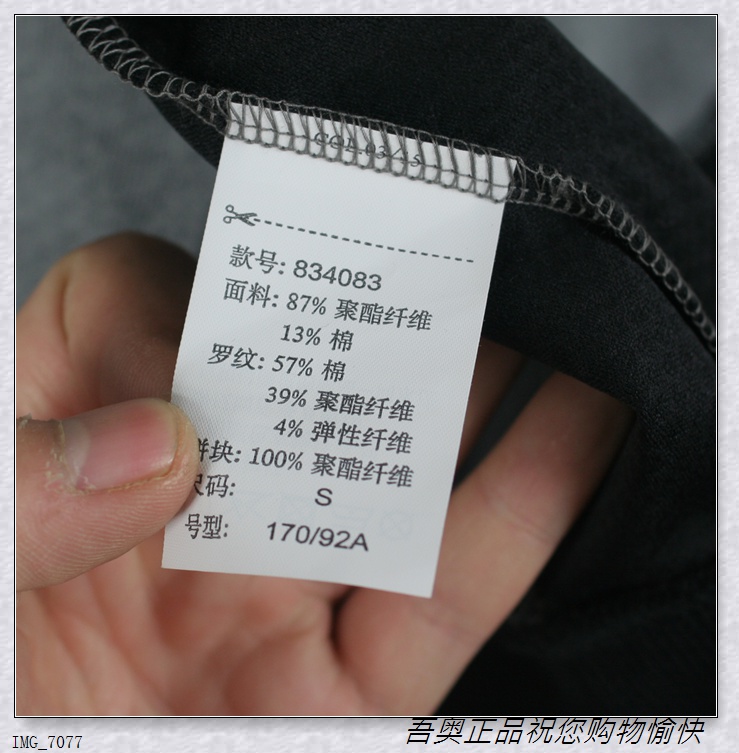 款号: 834083
面料: 87% 聚酯纤维
13% 棉
罗纹: 57% 棉
39% 聚酯纤维
4% 弹性纤维
拼块: 100% 聚酯纤维
尺码: S
号型: 170/92A
IMG_7077
吾奥正品祝您购物愉快